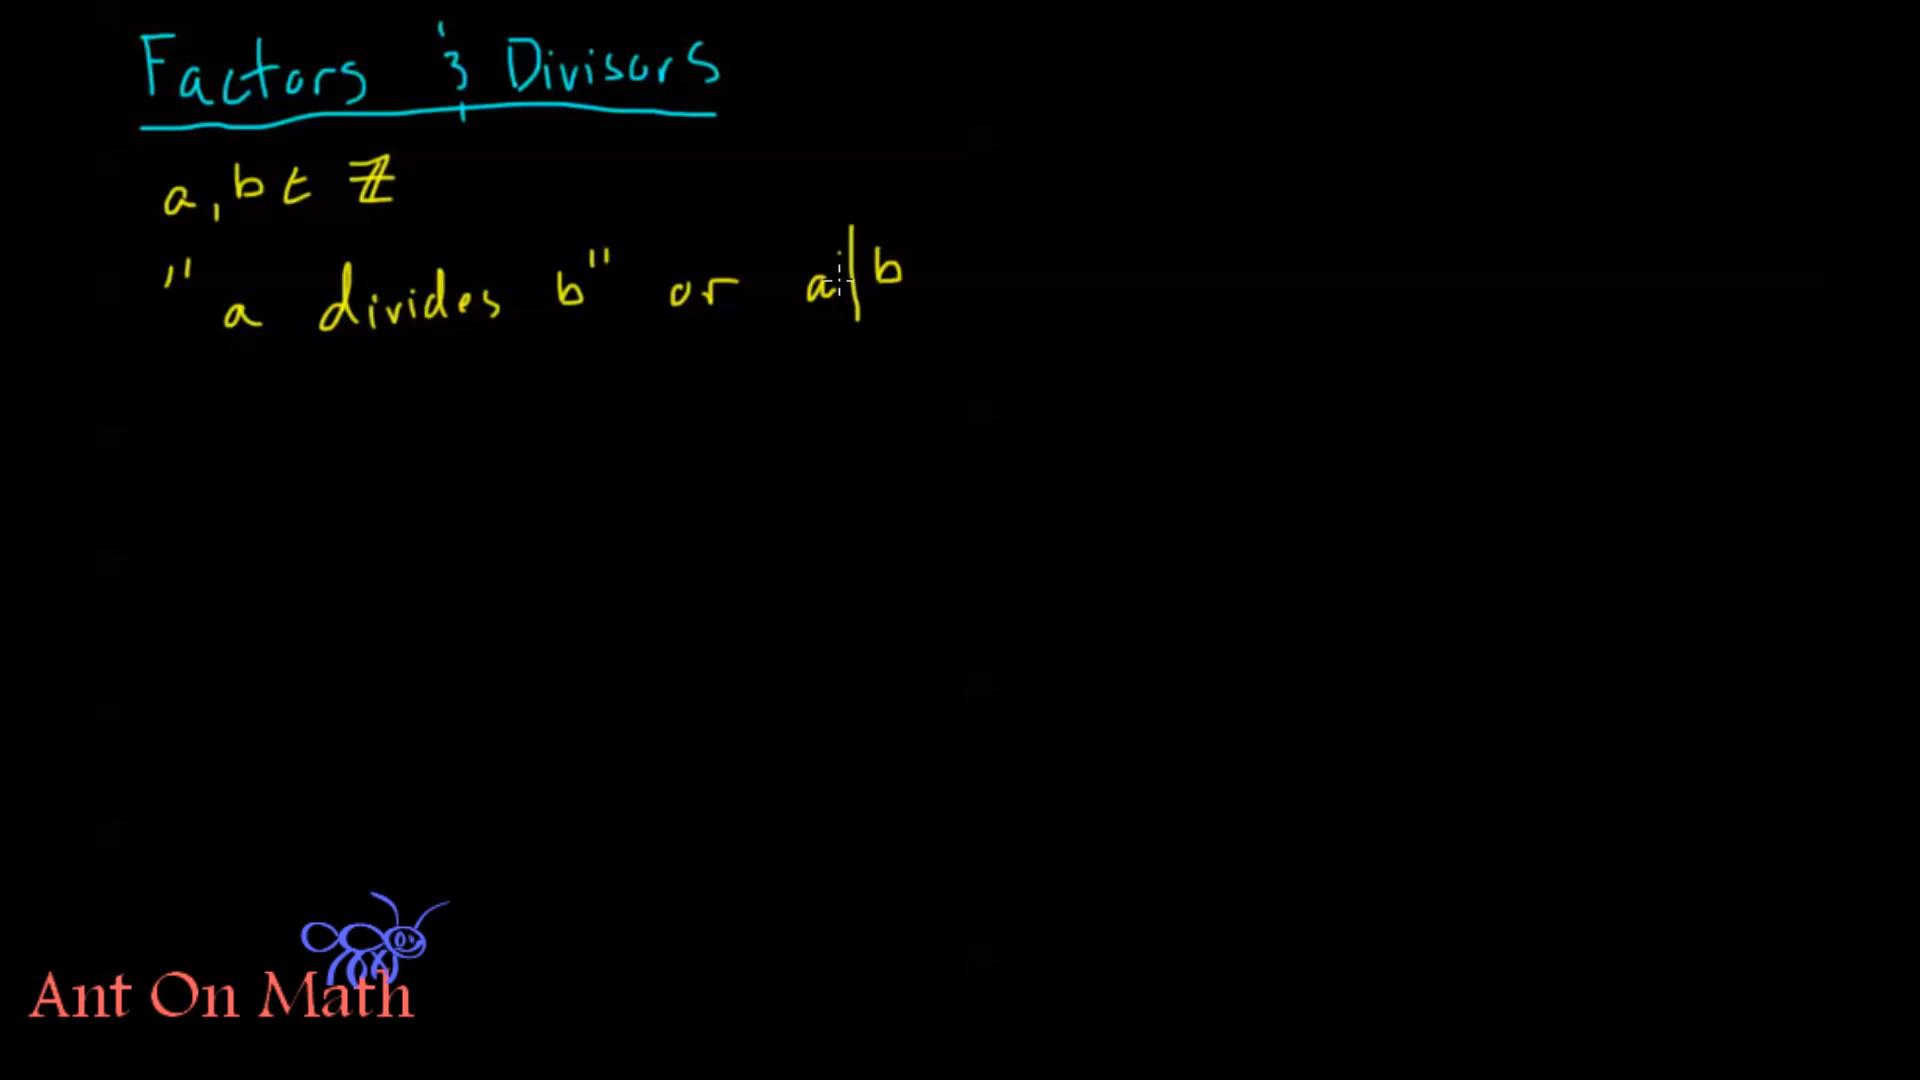 Factors & Divisors
a, b ∈ ℤ
"a divides b" or a|b
Ant On Math